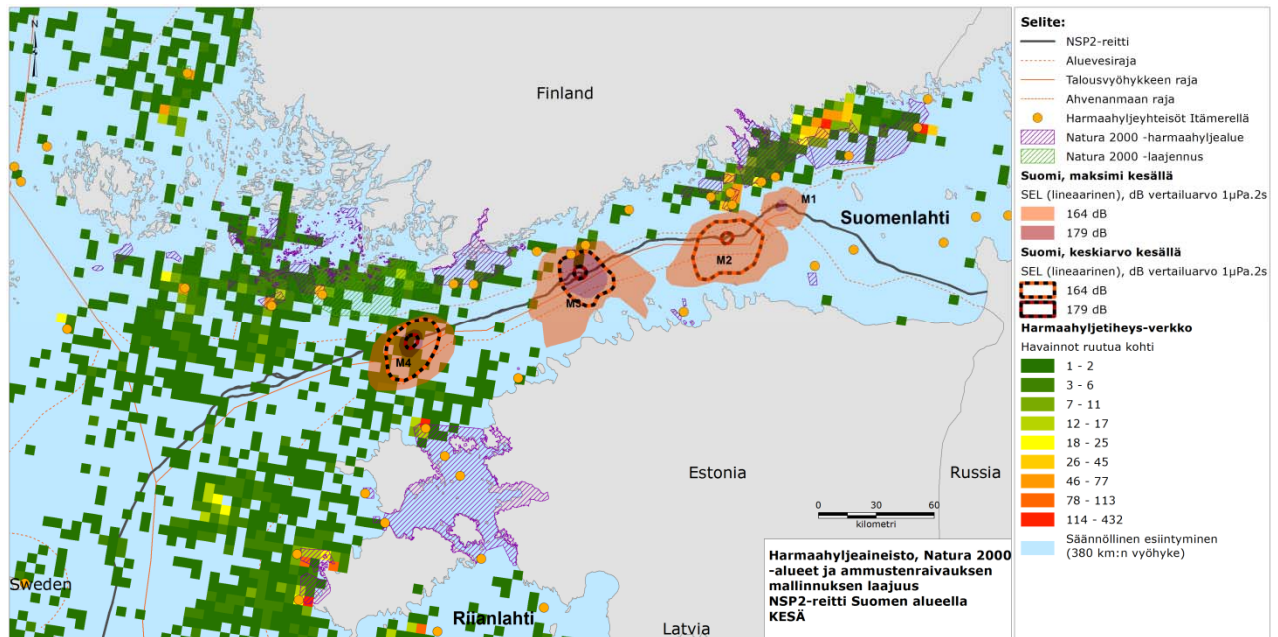 N
Finland
M1
Suomenlahti
M2
M3
M4
Estonia
Russia
0 30 60
kilometri
Sweden
Riianlahti
Latvia
Harmaahyljeaineisto, Natura 2000
-alueet ja ammustenraivauksen
mallinnuksen laajuus
NSP2-reitti Suomen alueella
KESÄ
Selite:
NSP2-reitti
Aluevesiraja
Talousvyöhykkeen raja
Ahvenanmaan raja
Harmaahyljeyhteisöt Itämerellä
Natura 2000 -harmaahyljealue
Natura 2000 -laajennus
Suomi, maksimi kesällä
SEL (lineaarinen), dB vertailuarvo 1µPa.2s
164 dB
179 dB
Suomi, keskiarvo kesällä
SEL (lineaarinen), dB vertailuarvo 1µPa.2s
164 dB
179 dB
Harmaahyljetiheys-verkko
Havainnot ruutua kohti
1 - 2
3 - 6
7 - 11
12 - 17
18 - 25
26 - 45
46 - 77
78 - 113
114 - 432
Säännöllinen esiintyminen
(380 km:n vyöhyke)